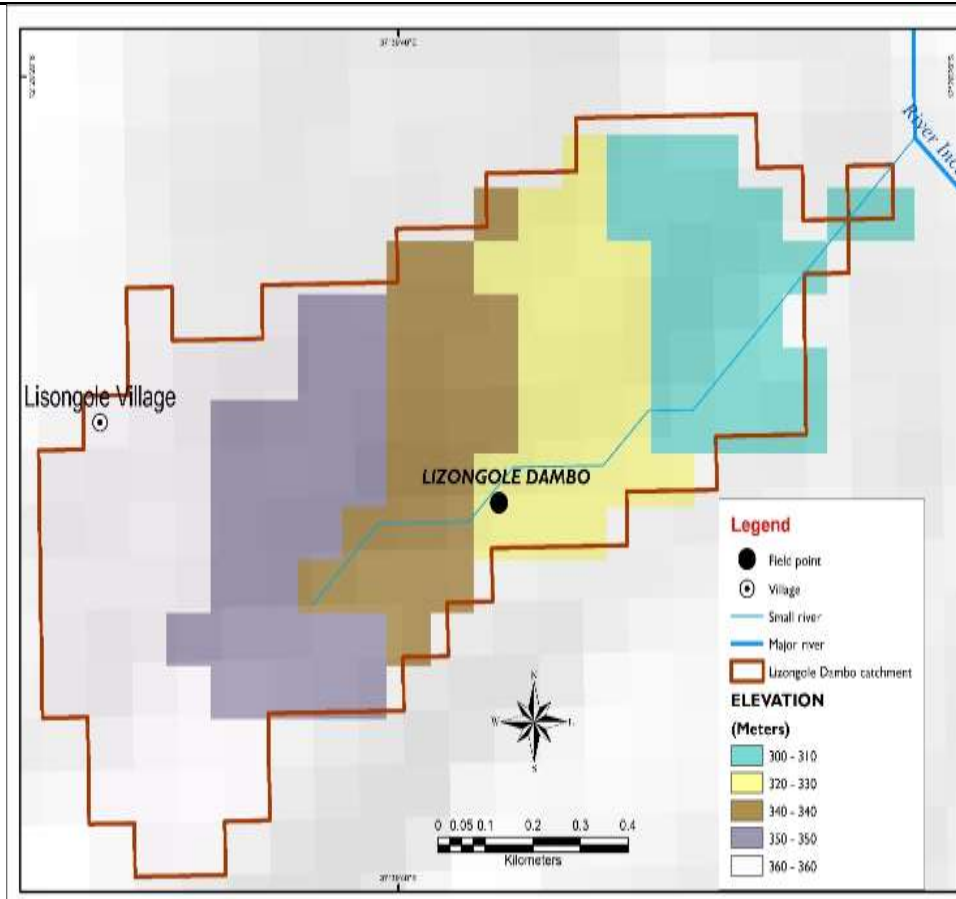 River Inc
Lisongole Village
LIZONGOLE DAMBO
N
W
S
Legend
Field point
Village
Small river
Major river
Lizongole Dambo catchment
ELEVATION
(Meters)
300 - 310
320 - 330
340 - 340
350 - 350
360 - 360
0 0.05 0.1 0.2 0.3 0.4
Kilometers